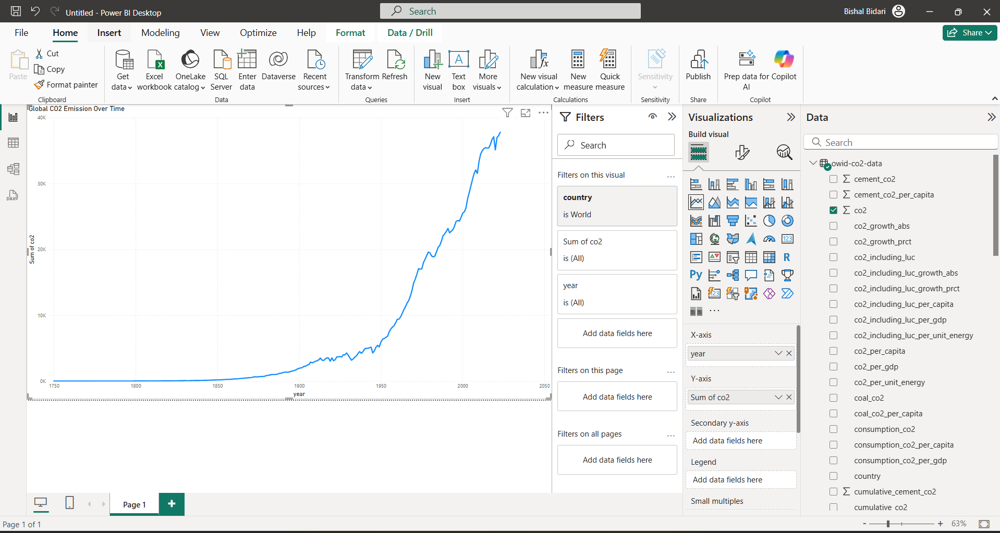 Untitled - Power BI Desktop
Search
Bishal Bidari
File
Home
Insert
Modeling
View
Optimize
Help
Format
Data / Drill
Share
Paste
Cut
Copy
Format painter
Clipboard
Get data
Excel workbook
OneLake catalog
SQL Server
Enter data
Dataverse
Recent sources
Data
Transform data
Refresh
Queries
New visual
Text box
More visuals
Insert
New visual calculation
New measure
Quick measure
Calculations
Sensitivity
Sensitivity
Publish
Share
Prep data for AI
Copilot
Copilot
Global CO2 Emission Over Time
40K
30K
20K
10K
0K
Sum of co2
1750
1800
1850
1900
1950
2000
2050
year
Filters
Search
Filters on this visual
country
is World
Sum of co2
is (All)
year
is (All)
Add data fields here
Filters on this page
Add data fields here
Filters on all pages
Add data fields here
Visualizations
Build visual
123
R
Py
123
X-axis
year
Y-axis
Sum of co2
Secondary y-axis
Add data fields here
Legend
Add data fields here
Small multiples
Data
Search
owid-co2-data
cement_co2
cement_co2_per_capita
co2
co2_growth_abs
co2_growth_prct
co2_including_luc
co2_including_luc_growth_abs
co2_including_luc_growth_prct
co2_including_luc_per_capita
co2_including_luc_per_gdp
co2_including_luc_per_unit_energy
co2_per_capita
co2_per_gdp
co2_per_unit_energy
coal_co2
coal_co2_per_capita
consumption_co2
consumption_co2_per_capita
consumption_co2_per_gdp
country
cumulative_cement_co2
cumulative_co2
DAX
Page 1
Page 1 of 1
63%